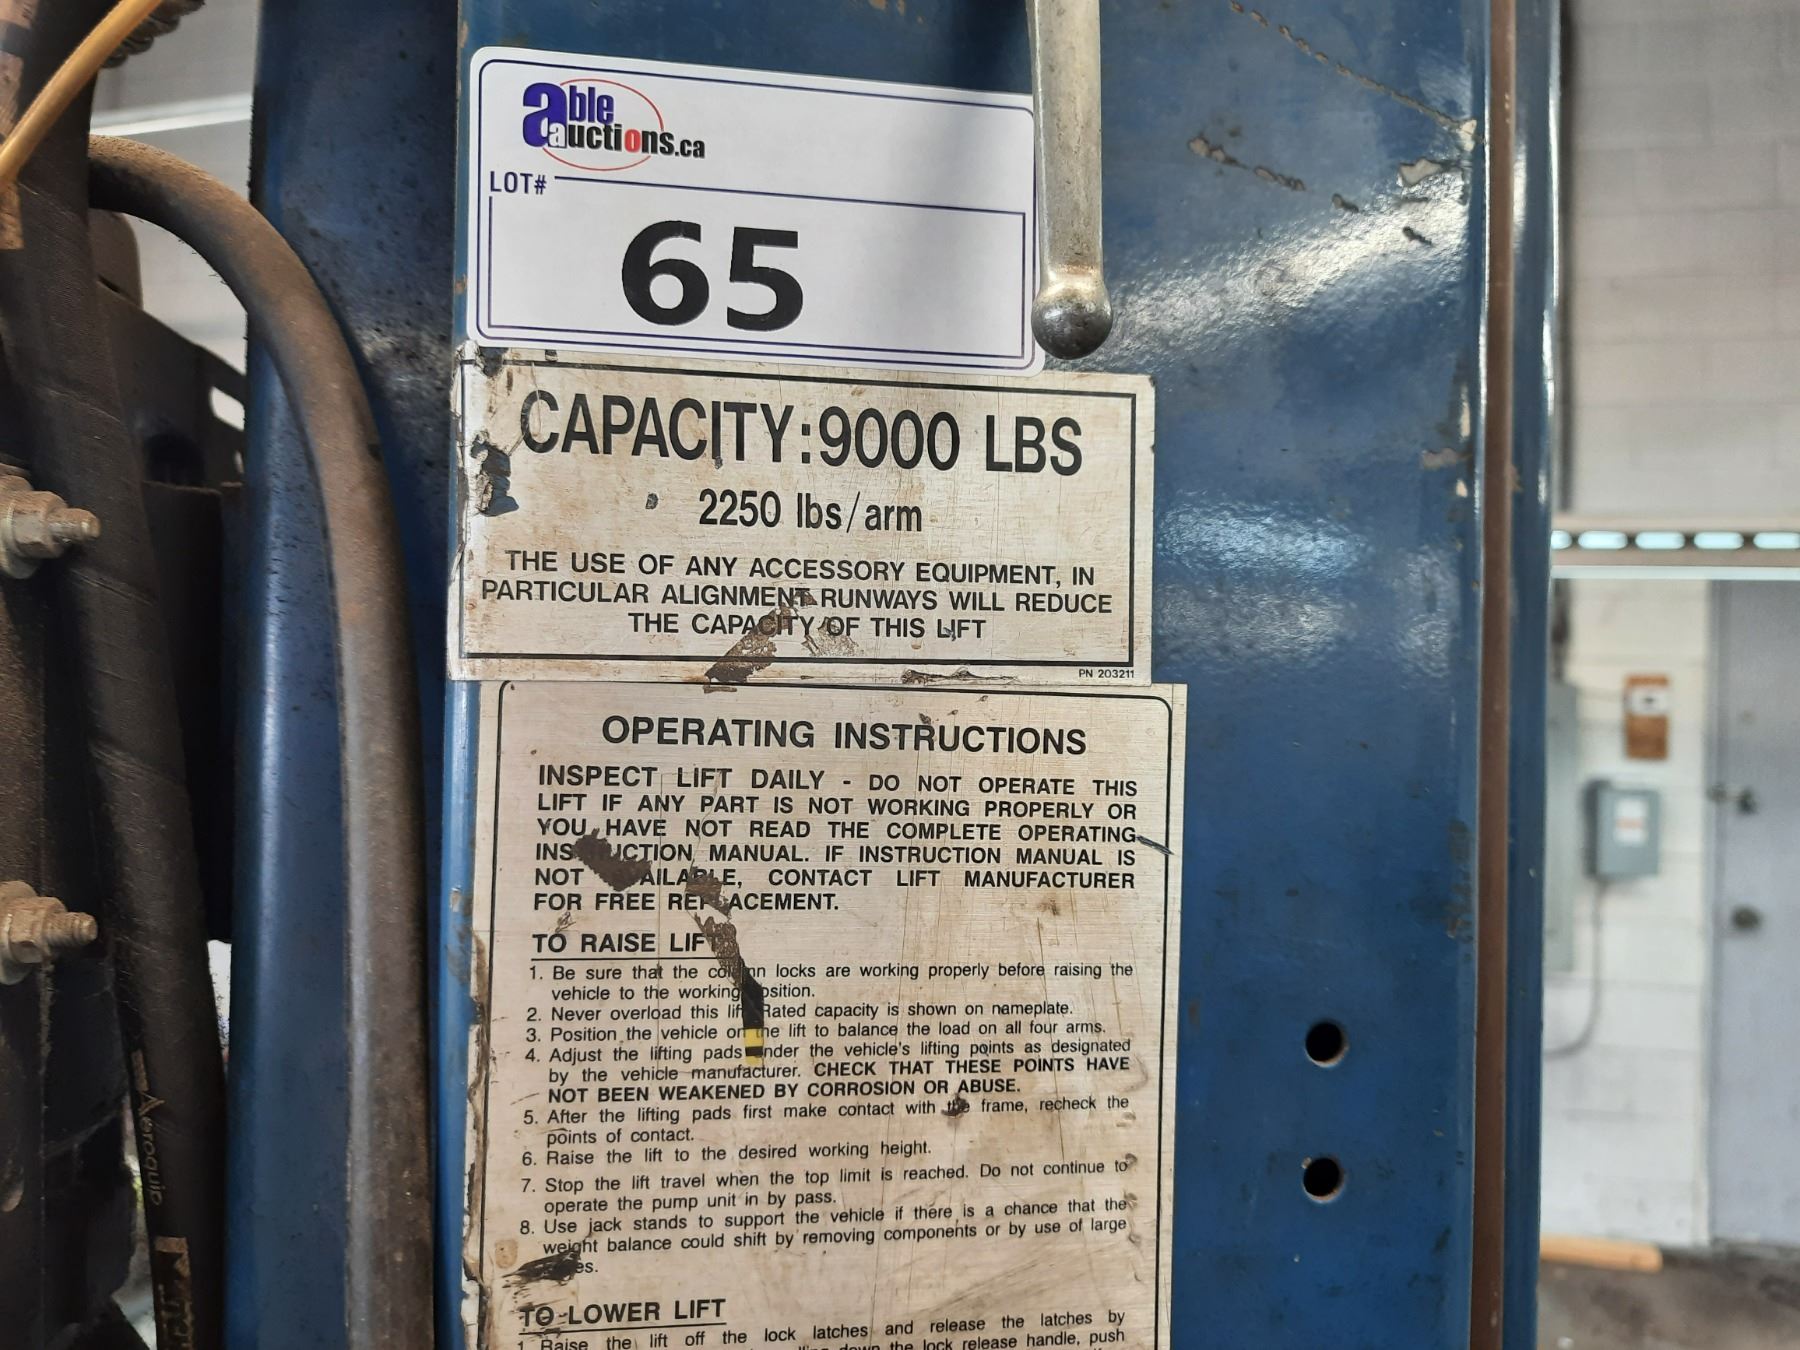 able
auctions.ca
LOT#
65
CAPACITY:9000 LBS
2250 lbs/arm
THE USE OF ANY ACCESSORY EQUIPMENT, IN
PARTICULAR ALIGNMENT RUNWAYS WILL REDUCE
THE CAPACITY OF THIS LIFT
PN 203211
OPERATING INSTRUCTIONS
INSPECT LIFT DAILY - DO NOT OPERATE THIS
LIFT IF ANY PART IS NOT WORKING PROPERLY OR
YOU HAVE NOT READ THE COMPLETE OPERATING
INSTRUCTION MANUAL. IF INSTRUCTION MANUAL IS
NOT AVAILABLE, CONTACT LIFT MANUFACTURER
FOR FREE REPLACEMENT.
TO RAISE LIFT
1. Be sure that the column locks are working properly before raising the
vehicle to the working position.
2. Never overload this lift. Rated capacity is shown on nameplate.
3. Position the vehicle on the lift to balance the load on all four arms.
4. Adjust the lifting pads under the vehicle's lifting points as designated
by the vehicle manufacturer. CHECK THAT THESE POINTS HAVE
NOT BEEN WEAKENED BY CORROSION OR ABUSE.
5. After the lifting pads first make contact with the frame, recheck the
points of contact.
6. Raise the lift to the desired working height.
7. Stop the lift travel when the top limit is reached. Do not continue to
operate the pump unit in by pass.
8. Use jack stands to support the vehicle if there is a chance that the
weight balance could shift by removing components or by use of large
TO LOWER LIFT
1. Raise the lift off the lock latches and release the latches by
down the lock release handle, push
Aeroquip